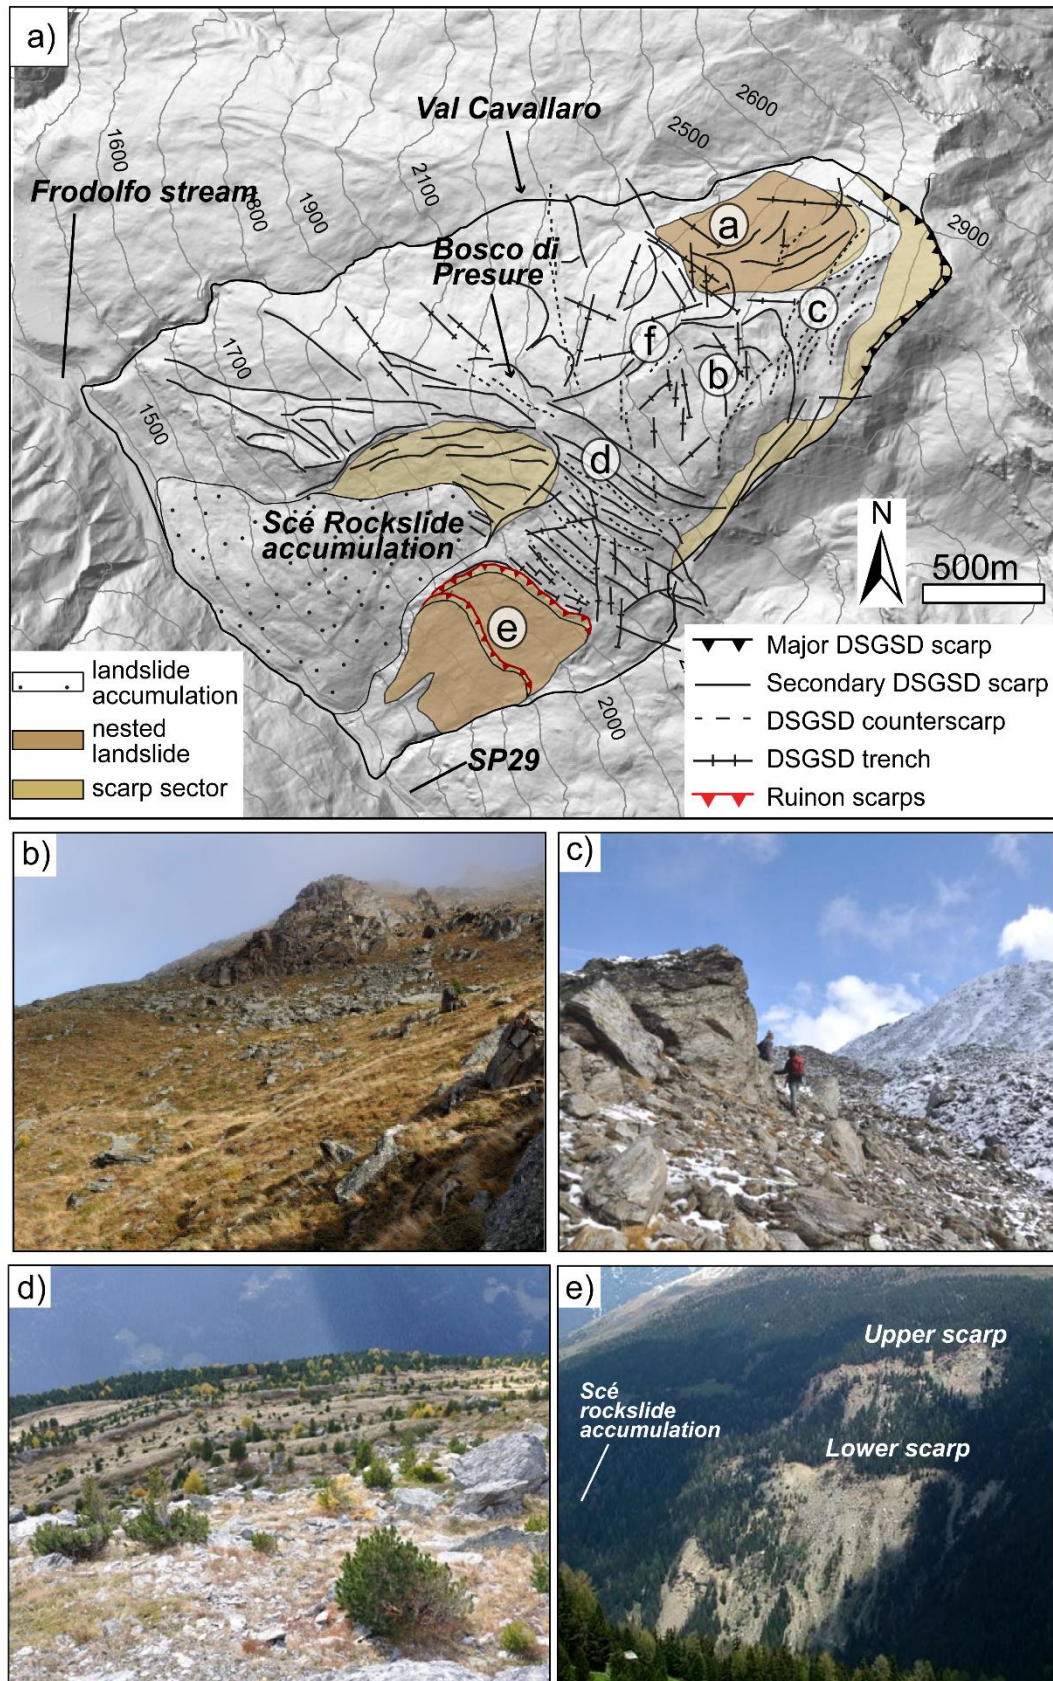 a)
Val Cavallaro
2600
2500
1600
2100
Frodolfo stream
1800
1900
2900
Bosco di
Presure
a
c
f
b
1700
1500
d
N
Scé Rockslide
accumulation
500m
e
landslide
accumulation
nested
landslide
scarp sector
Major DSGSD scarp
Secondary DSGSD scarp
DSGSD counterscarp
DSGSD trench
Ruinon scarps
2000
SP29
b)
c)
d)
e)
Upper scarp
Scé
rockslide
accumulation
Lower scarp